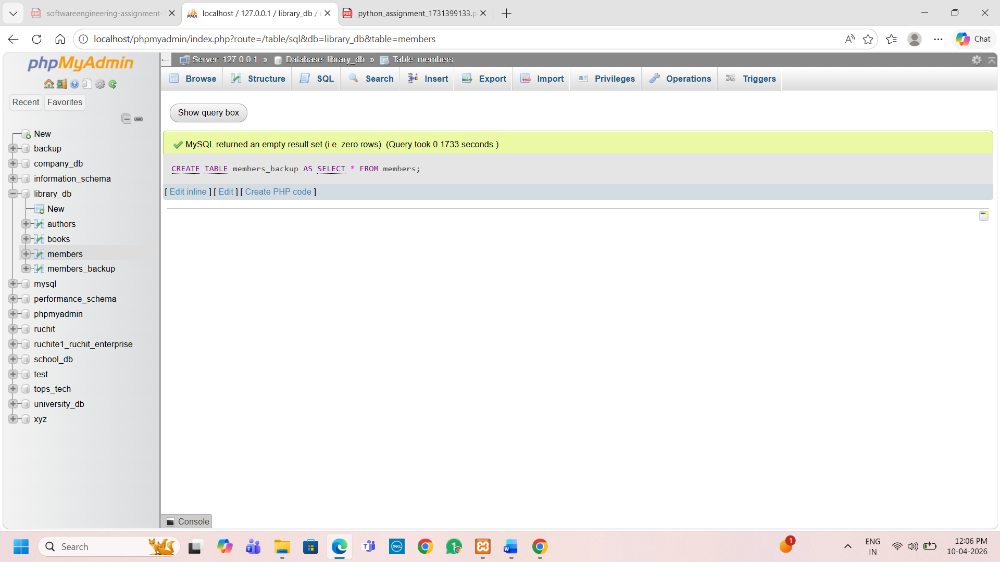 softwareengineering-assignment-
localhost / 127.0.0.1 / library_db /
python_assignment_1731399133.p
localhost/phpmyadmin/index.php?route=/table/sql&db=library_db&table=members
Chat
phpMyAdmin
Server: 127.0.0.1 » Database: library_db » Table: members
Browse Structure SQL Search Insert Export Import Privileges Operations Triggers
Recent Favorites
Show query box
New
backup
company_db
information_schema
library_db
New
authors
books
members
members_backup
mysql
performance_schema
phpmyadmin
ruchit
ruchite1_ruchit_enterprise
school_db
test
tops_tech
university_db
xyz
MySQL returned an empty result set (i.e. zero rows). (Query took 0.1733 seconds.)
CREATE TABLE members_backup AS SELECT * FROM members;
[ Edit inline ] [ Edit ] [ Create PHP code ]
Console
Search
DELL
1
ENG
IN
12:06 PM
10-04-2026